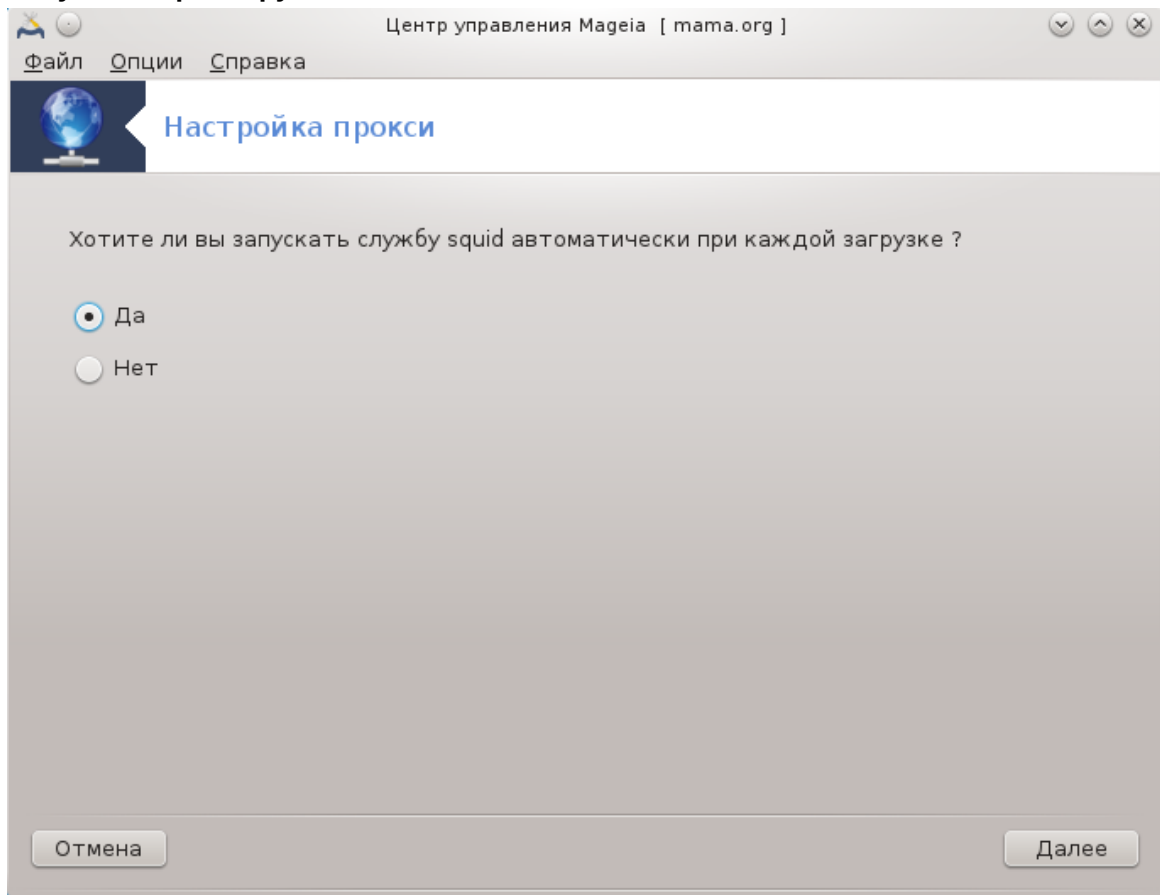 Центр управления Mageia [ mama.org ]
Файл Опции Справка
Настройка прокси
Хотите ли вы запускать службу squid автоматически при каждой загрузке ?
Да
Нет
Отмена
Далее